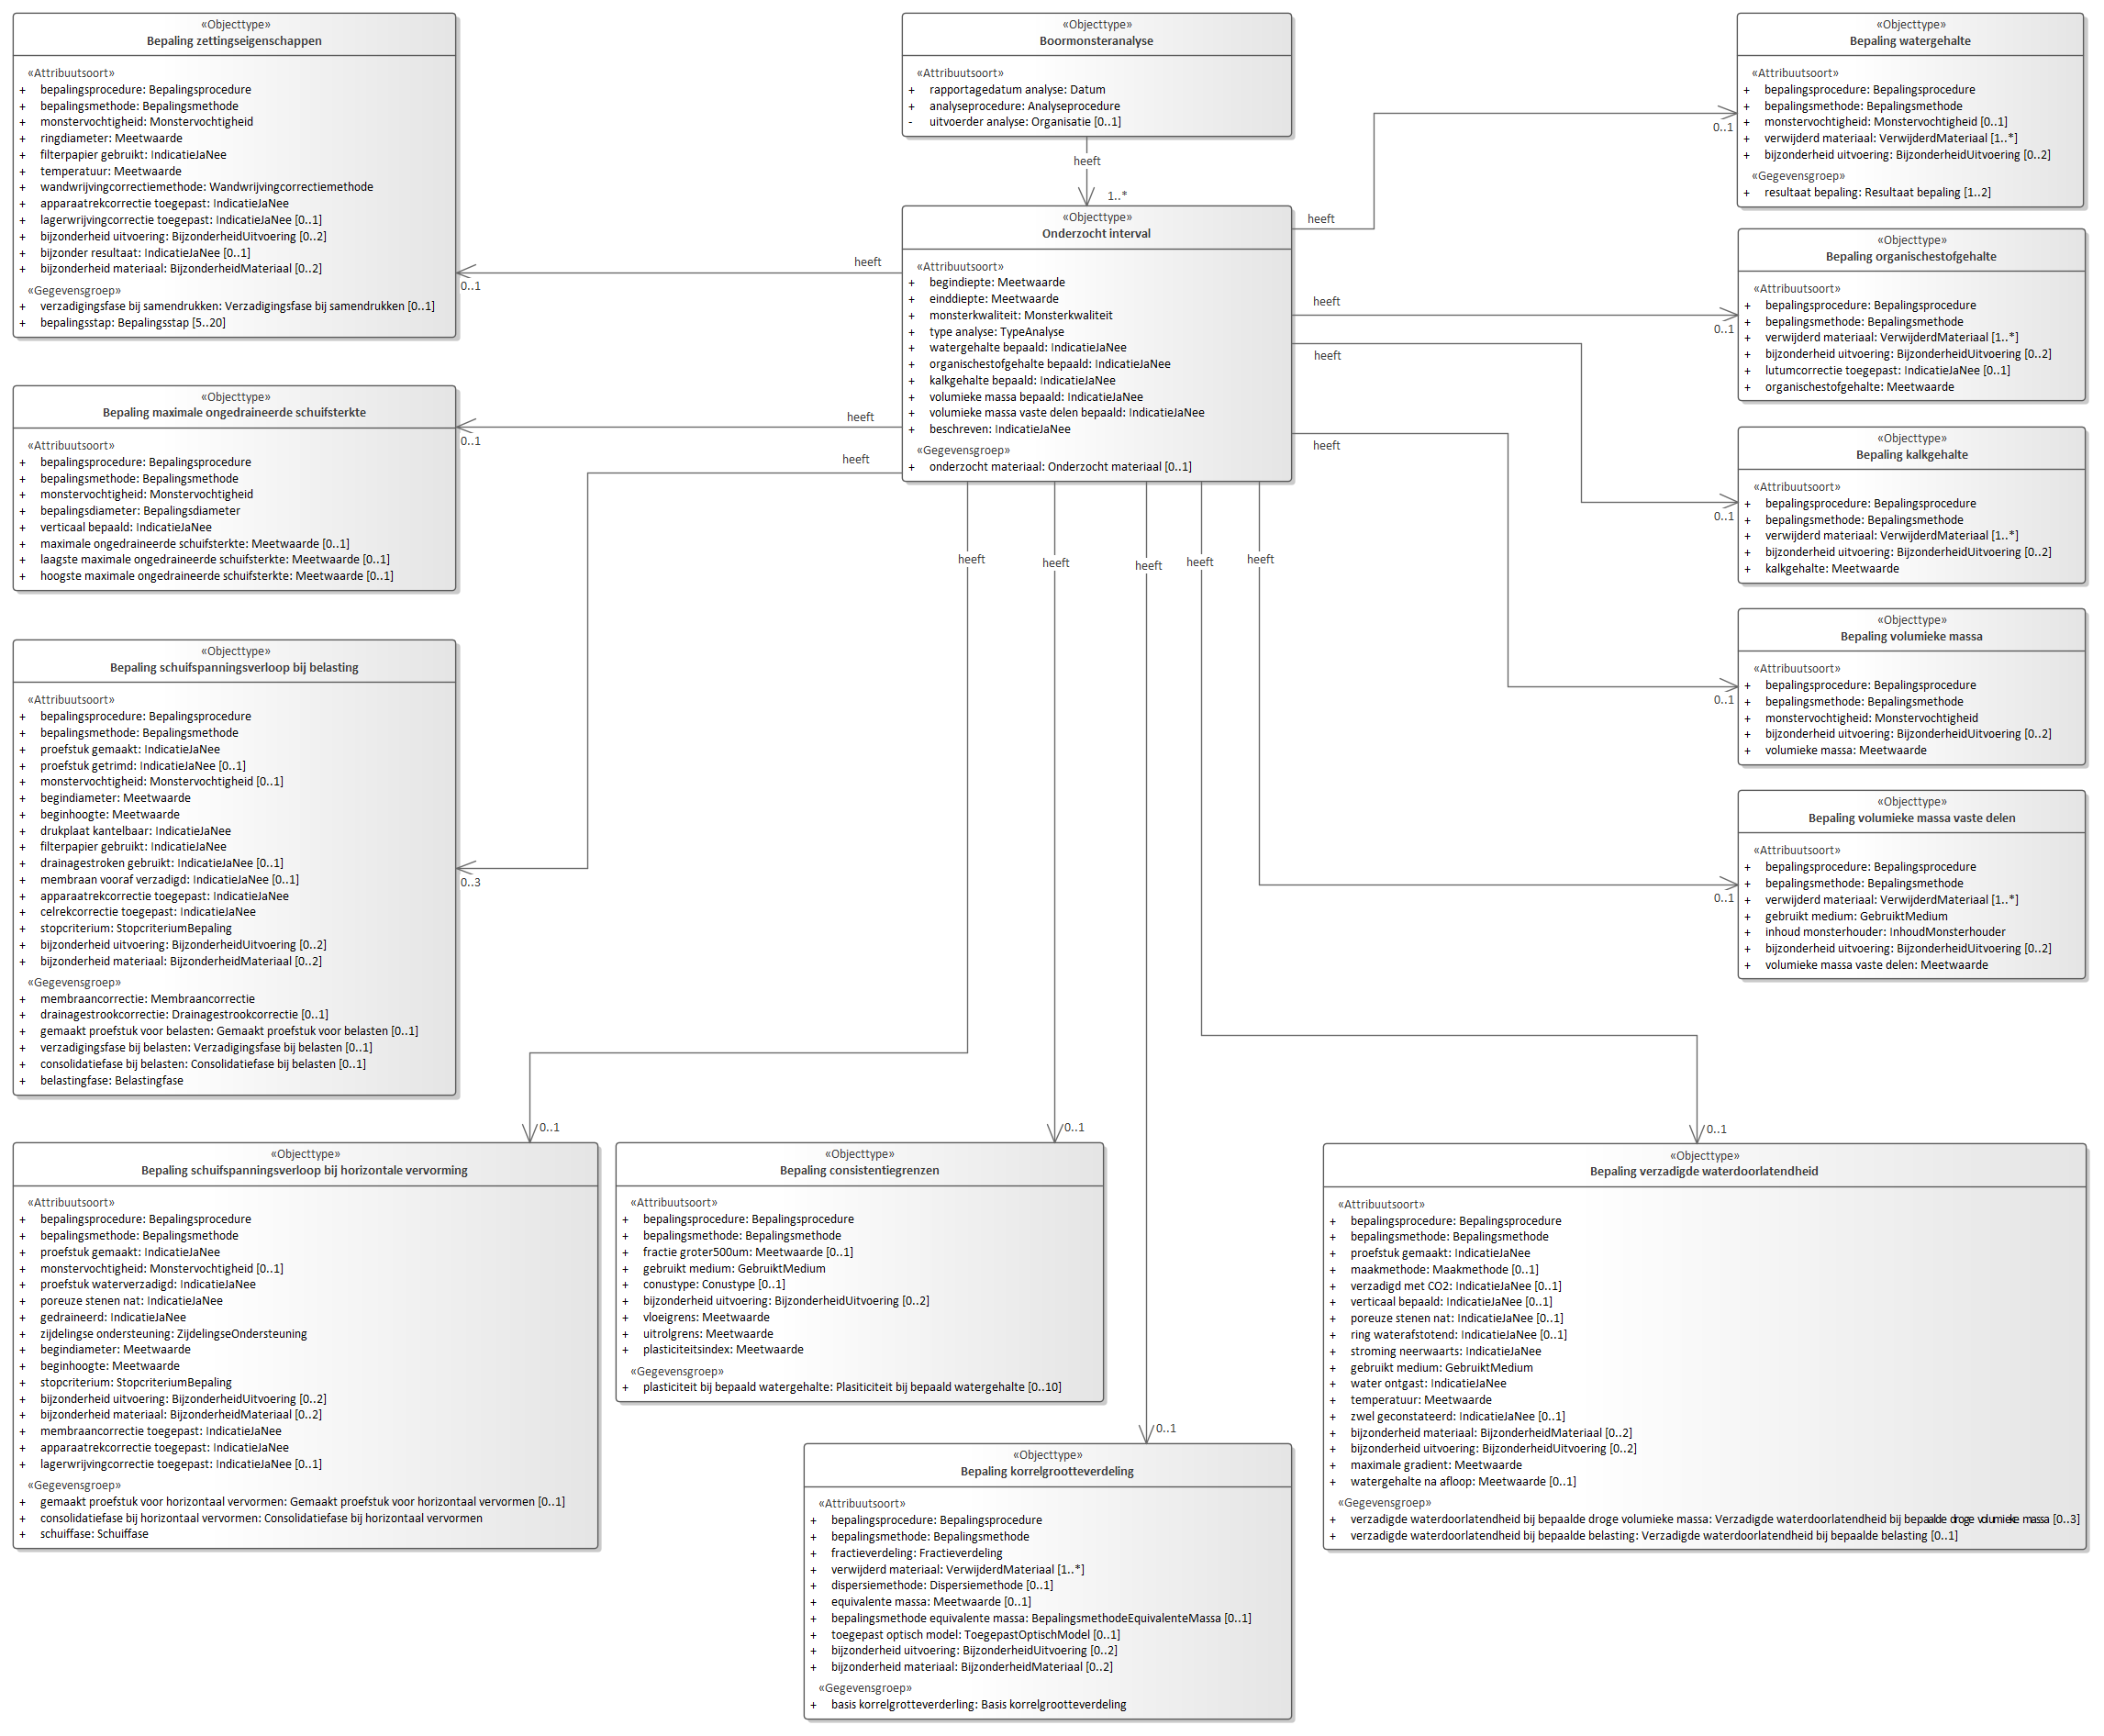 «Objecttype»
Bepaling zettingseigenschappen
«Attribuutsoort»
+ bepalingsprocedure: Bepalingsprocedure
+ bepalingsmethode: Bepalingsmethode
+ monstervochtigheid: Monstervochtigheid
+ ringdiameter: Meetwaarde
+ filterpapier gebruikt: IndicatieJaNee
+ temperatuur: Meetwaarde
+ wandwrijvingcorrectiemethode: Wandwrijvingcorrectiemethode
+ apparaatrekcorrectie toegepast: IndicatieJaNee
+ lagerwrijvingcorrectie toegepast: IndicatieJaNee [0..1]
+ bijzonderheid uitvoering: BijzonderheidUitvoering [0..2]
+ bijzonder resultaat: IndicatieJaNee [0..1]
+ bijzonderheid materiaal: BijzonderheidMateriaal [0..2]
«Gegevensgroep»
+ verzadigingsfase bij samendrukken: Verzadigingsfase bij samendrukken [0..1]
+ bepalingsstap: Bepalingsstap [5..20]
«Objecttype»
Boormonsteranalyse
«Attribuutsoort»
+ rapportagedatum analyse: Datum
+ analyseprocedure: Analyseprocedure
- uitvoerder analyse: Organisatie [0..1]
heeft
1..*
«Objecttype»
Onderzocht interval
«Attribuutsoort»
+ begindiepte: Meetwaarde
+ einddiepte: Meetwaarde
+ monsterkwaliteit: Monsterkwaliteit
+ type analyse: TypeAnalyse
+ watergehalte bepaald: IndicatieJaNee
+ organischestofgehalte bepaald: IndicatieJaNee
+ kalkgehalte bepaald: IndicatieJaNee
+ volumieke massa bepaald: IndicatieJaNee
+ volumieke massa vaste delen bepaald: IndicatieJaNee
+ beschreven: IndicatieJaNee
«Gegevensgroep»
+ onderzocht materiaal: Onderzocht materiaal [0..1]
«Objecttype»
Bepaling watergehalte
«Attribuutsoort»
+ bepalingsprocedure: Bepalingsprocedure
+ bepalingsmethode: Bepalingsmethode
+ monstervochtigheid: Monstervochtigheid [0..1]
+ verwijderd materiaal: VerwijderdMateriaal [1..*]
+ bijzonderheid uitvoering: BijzonderheidUitvoering [0..2]
«Gegevensgroep»
+ resultaat bepaling: Resultaat bepaling [1..2]
heeft
0..1
«Objecttype»
Bepaling organischestofgehalte
«Attribuutsoort»
+ bepalingsprocedure: Bepalingsprocedure
+ bepalingsmethode: Bepalingsmethode
+ verwijderd materiaal: VerwijderdMateriaal [1..*]
+ bijzonderheid uitvoering: BijzonderheidUitvoering [0..2]
+ lutumcorrectie toegepast: IndicatieJaNee [0..1]
+ organischestofgehalte: Meetwaarde
heeft
0..1
heeft
0..1
«Objecttype»
Bepaling kalkgehalte
«Attribuutsoort»
+ bepalingsprocedure: Bepalingsprocedure
+ bepalingsmethode: Bepalingsmethode
+ verwijderd materiaal: VerwijderdMateriaal [1..*]
+ bijzonderheid uitvoering: BijzonderheidUitvoering [0..2]
+ kalkgehalte: Meetwaarde
heeft
0..1
«Objecttype»
Bepaling maximale ongedraineerde schuifsterkte
«Attribuutsoort»
+ bepalingsprocedure: Bepalingsprocedure
+ bepalingsmethode: Bepalingsmethode
+ monstervochtigheid: Monstervochtigheid
+ bepalingsdiameter: Bepalingsdiameter
+ verticaal bepaald: IndicatieJaNee
+ maximale ongedraineerde schuifsterkte: Meetwaarde [0..1]
+ laagste maximale ongedraineerde schuifsterkte: Meetwaarde [0..1]
+ hoogste maximale ongedraineerde schuifsterkte: Meetwaarde [0..1]
heeft
0..1
heeft
0..1
«Objecttype»
Bepaling volumieke massa
«Attribuutsoort»
+ bepalingsprocedure: Bepalingsprocedure
+ bepalingsmethode: Bepalingsmethode
+ monstervochtigheid: Monstervochtigheid
+ bijzonderheid uitvoering: BijzonderheidUitvoering [0..2]
+ volumieke massa: Meetwaarde
«Objecttype»
Bepaling schuifspanningsverloop bij belasting
«Attribuutsoort»
+ bepalingsprocedure: Bepalingsprocedure
+ bepalingsmethode: Bepalingsmethode
+ proefstuk gemaakt: IndicatieJaNee
+ proefstuk getrimd: IndicatieJaNee [0..1]
+ monstervochtigheid: Monstervochtigheid [0..1]
+ begindiameter: Meetwaarde
+ beginhoogte: Meetwaarde
+ drukplaat kantelbaar: IndicatieJaNee
+ filterpapier gebruikt: IndicatieJaNee
+ drainagestroken gebruikt: IndicatieJaNee [0..1]
+ membraan vooraf verzadigd: IndicatieJaNee [0..1]
+ apparaatrekcorrectie toegepast: IndicatieJaNee
+ celrekcorrectie toegepast: IndicatieJaNee
+ stopcriterium: StopcriteriumBepaling
+ bijzonderheid uitvoering: BijzonderheidUitvoering [0..2]
+ bijzonderheid materiaal: BijzonderheidMateriaal [0..2]
«Gegevensgroep»
+ membraancorrectie: Membraancorrectie
+ drainagestrookcorrectie: Drainagestrookcorrectie [0..1]
+ gemaakt proefstuk voor belasten: Gemaakt proefstuk voor belasten [0..1]
+ verzadigingsfase bij belasten: Verzadigingsfase bij belasten [0..1]
+ consolidatiefase bij belasten: Consolidatiefase bij belasten [0..1]
+ belastingfase: Belastingfase
heeft
0..3
«Objecttype»
Bepaling volumieke massa vaste delen
«Attribuutsoort»
+ bepalingsprocedure: Bepalingsprocedure
+ bepalingsmethode: Bepalingsmethode
+ verwijderd materiaal: VerwijderdMateriaal [1..*]
+ gebruikt medium: GebruiktMedium
+ inhoud monsterhouder: InhoudMonsterhouder
+ bijzonderheid uitvoering: BijzonderheidUitvoering [0..2]
+ volumieke massa vaste delen: Meetwaarde
heeft
heeft
heeft
heeft
heeft
0..1
0..1
0..1
0..1
0..1
«Objecttype»
Bepaling schuifspanningsverloop bij horizontale vervorming
«Attribuutsoort»
+ bepalingsprocedure: Bepalingsprocedure
+ bepalingsmethode: Bepalingsmethode
+ proefstuk gemaakt: IndicatieJaNee
+ monstervochtigheid: Monstervochtigheid [0..1]
+ proefstuk waterverzadigd: IndicatieJaNee
+ poreuze stenen nat: IndicatieJaNee
+ gedraineerd: IndicatieJaNee
+ zijdelingse ondersteuning: ZijdelingseOndersteuning
+ begindiameter: Meetwaarde
+ beginhoogte: Meetwaarde
+ stopcriterium: StopcriteriumBepaling
+ bijzonderheid uitvoering: BijzonderheidUitvoering [0..2]
+ bijzonderheid materiaal: BijzonderheidMateriaal [0..2]
+ membraancorrectie toegepast: IndicatieJaNee
+ apparaatrekcorrectie toegepast: IndicatieJaNee
+ lagerwrijvingcorrectie toegepast: IndicatieJaNee [0..1]
«Gegevensgroep»
+ gemaakt proefstuk voor horizontaal vervormen: Gemaakt proefstuk voor horizontaal vervormen [0..1]
+ consolidatiefase bij horizontaal vervormen: Consolidatiefase bij horizontaal vervormen
+ schuiffase: Schuiffase
«Objecttype»
Bepaling consistentiegrenzen
«Attribuutsoort»
+ bepalingsprocedure: Bepalingsprocedure
+ bepalingsmethode: Bepalingsmethode
+ fractie groter500um: Meetwaarde [0..1]
+ gebruikt medium: GebruiktMedium
+ conustype: Conustype [0..1]
+ bijzonderheid uitvoering: BijzonderheidUitvoering [0..2]
+ vloeigrens: Meetwaarde
+ uitrolgrens: Meetwaarde
+ plasticiteitsindex: Meetwaarde
«Gegevensgroep»
+ plasticiteit bij bepaald watergehalte: Plasiticiteit bij bepaald watergehalte [0..10]
«Objecttype»
Bepaling korrelgrootteverdeling
«Attribuutsoort»
+ bepalingsprocedure: Bepalingsprocedure
+ bepalingsmethode: Bepalingsmethode
+ fractieverdeling: Fractieverdeling
+ verwijderd materiaal: VerwijderdMateriaal [1..*]
+ dispersiemethode: Dispersiemethode [0..1]
+ equivalente massa: Meetwaarde [0..1]
+ bepalingsmethode equivalente massa: BepalingsmethodeEquivalenteMassa [0..1]
+ toegepast optisch model: ToegepastOptischModel [0..1]
+ bijzonderheid uitvoering: BijzonderheidUitvoering [0..2]
+ bijzonderheid materiaal: BijzonderheidMateriaal [0..2]
«Gegevensgroep»
+ basis korrelgrotteverderling: Basis korrelgrootteverdeling
«Objecttype»
Bepaling verzadigde waterdoorlatendheid
«Attribuutsoort»
+ bepalingsprocedure: Bepalingsprocedure
+ bepalingsmethode: Bepalingsmethode
+ proefstuk gemaakt: IndicatieJaNee
+ maakmethode: Maakmethode [0..1]
+ verzadigd met CO2: IndicatieJaNee [0..1]
+ verticaal bepaald: IndicatieJaNee [0..1]
+ poreuze stenen nat: IndicatieJaNee [0..1]
+ ring waterafstotend: IndicatieJaNee [0..1]
+ stroming neerwaarts: IndicatieJaNee
+ gebruikt medium: GebruiktMedium
+ water ontgast: IndicatieJaNee
+ temperatuur: Meetwaarde
+ zwel geconstateerd: IndicatieJaNee [0..1]
+ bijzonderheid materiaal: BijzonderheidMateriaal [0..2]
+ bijzonderheid uitvoering: BijzonderheidUitvoering [0..2]
+ maximale gradient: Meetwaarde
+ watergehalte na afloop: Meetwaarde [0..1]
«Gegevensgroep»
+ verzadigde waterdoorlatendheid bij bepaalde droge volumieke massa: Verzadigde waterdoorlatendheid bij bepaalde droge volumieke massa [0..3]
+ verzadigde waterdoorlatendheid bij bepaalde belasting: Verzadigde waterdoorlatendheid bij bepaalde belasting [0..1]